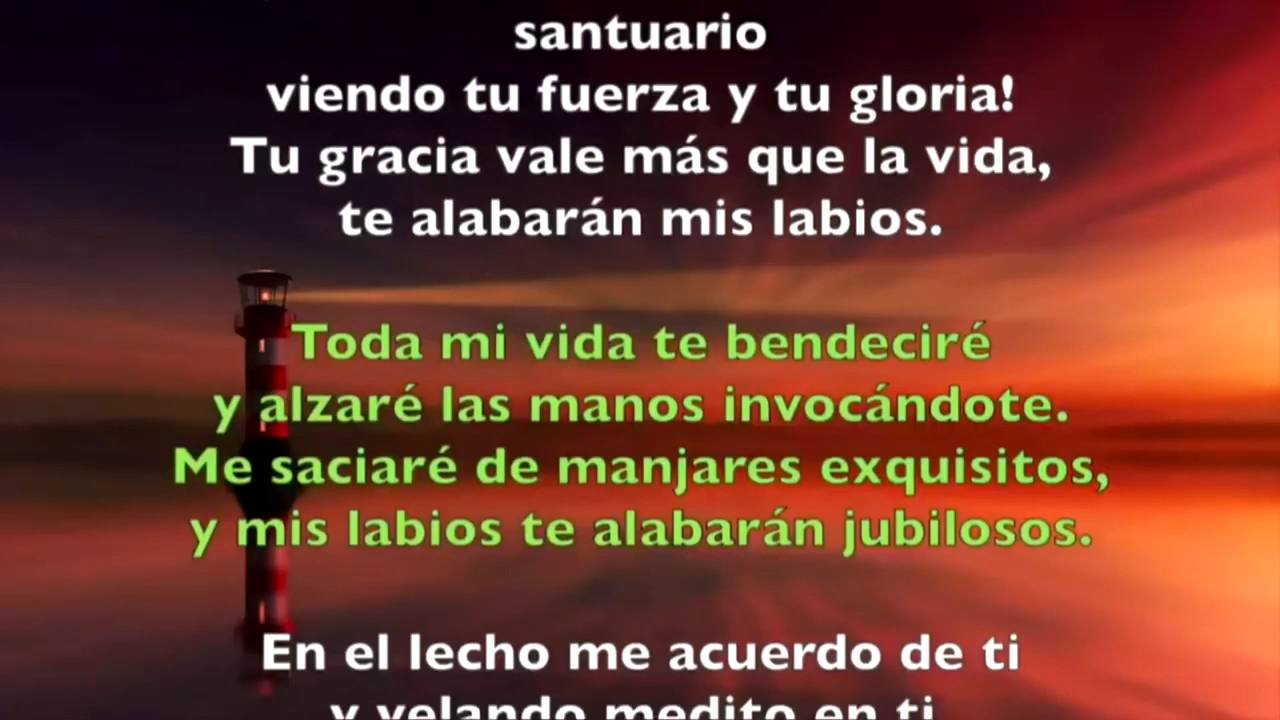 santuario
viendo tu fuerza y tu gloria!
Tu gracia vale más que la vida,
te alabarán mis labios.
Toda mi vida te bendeciré
y alzaré las manos invocándote.
Me saciaré de manjares exquisitos,
y mis labios te alabarán jubilosos.
En el lecho me acuerdo de ti
y velando medito en ti